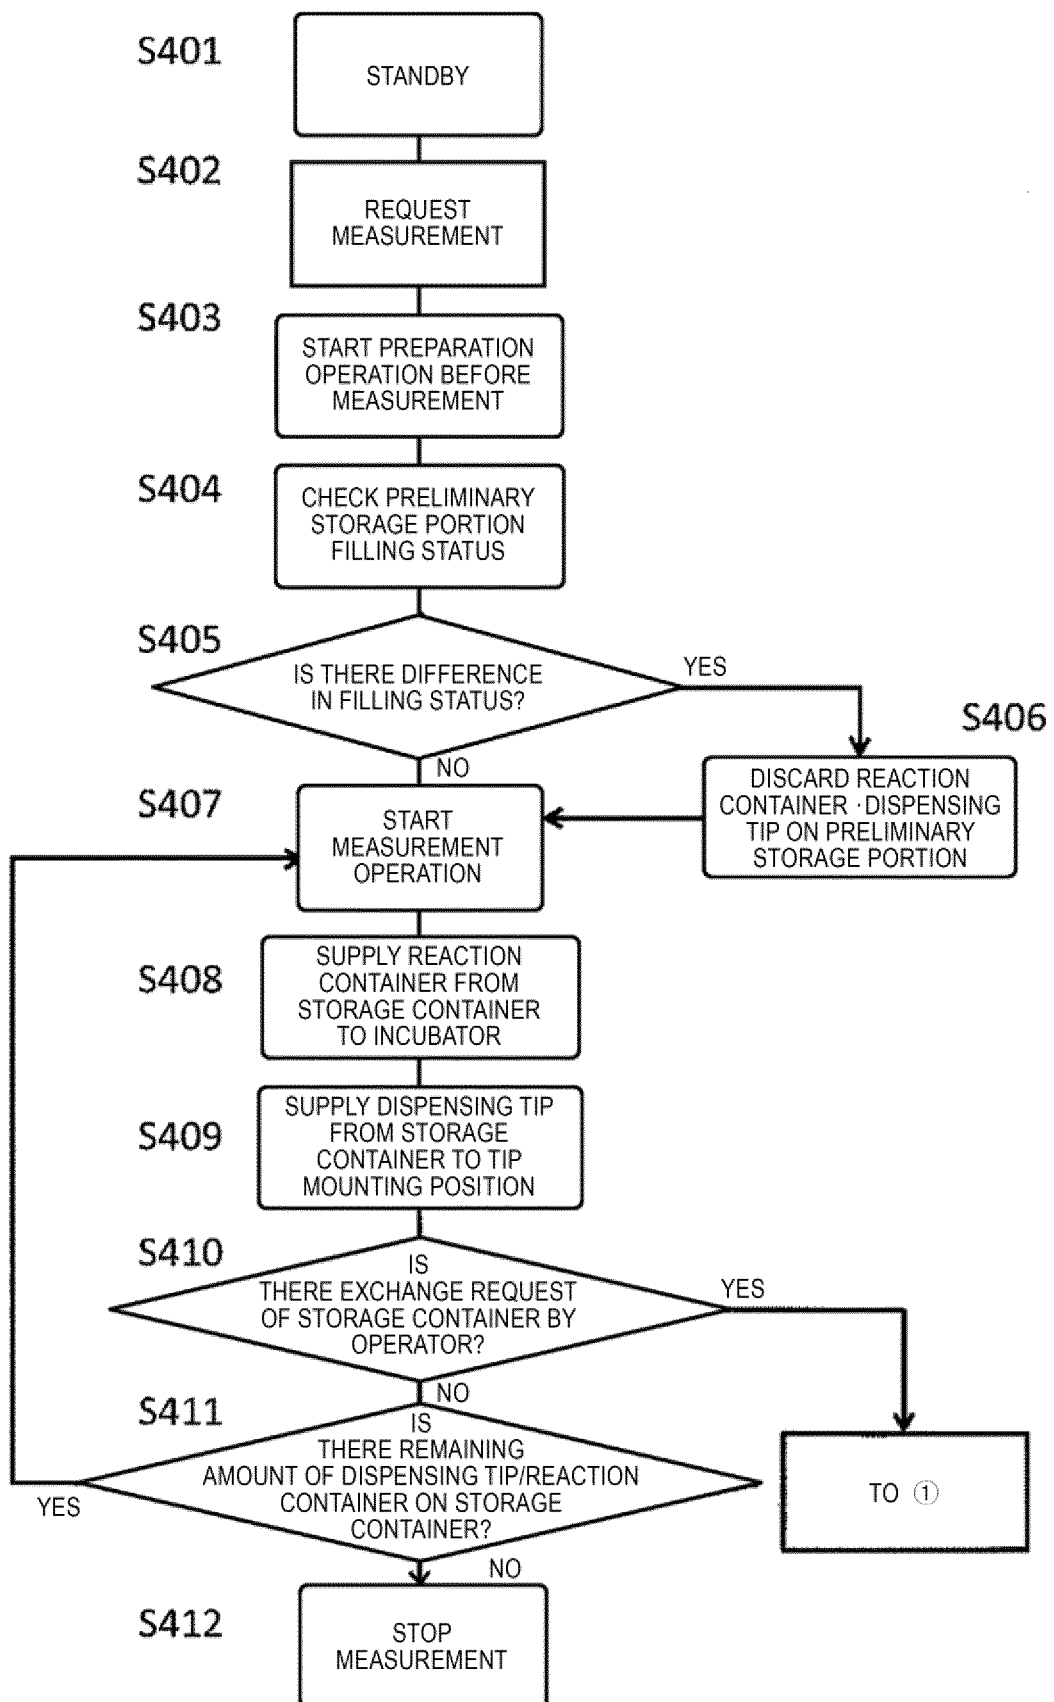 S401
STANDBY
S402
REQUEST
MEASUREMENT
S403
START PREPARATION
OPERATION BEFORE
MEASUREMENT
S404
CHECK PRELIMINARY
STORAGE PORTION
FILLING STATUS
S405
IS THERE DIFFERENCE
IN FILLING STATUS?
YES
NO
S406
DISCARD REACTION
CONTAINER · DISPENSING
TIP ON PRELIMINARY
STORAGE PORTION
S407
START
MEASUREMENT
OPERATION
S408
SUPPLY REACTION
CONTAINER FROM
STORAGE CONTAINER
TO INCUBATOR
S409
SUPPLY DISPENSING TIP
FROM STORAGE
CONTAINER TO TIP
MOUNTING POSITION
S410
IS
THERE EXCHANGE REQUEST
OF STORAGE CONTAINER BY
OPERATOR?
YES
NO
S411
IS
THERE REMAINING
AMOUNT OF DISPENSING TIP/REACTION
CONTAINER ON STORAGE
CONTAINER?
YES
TO ①
NO
S412
STOP
MEASUREMENT